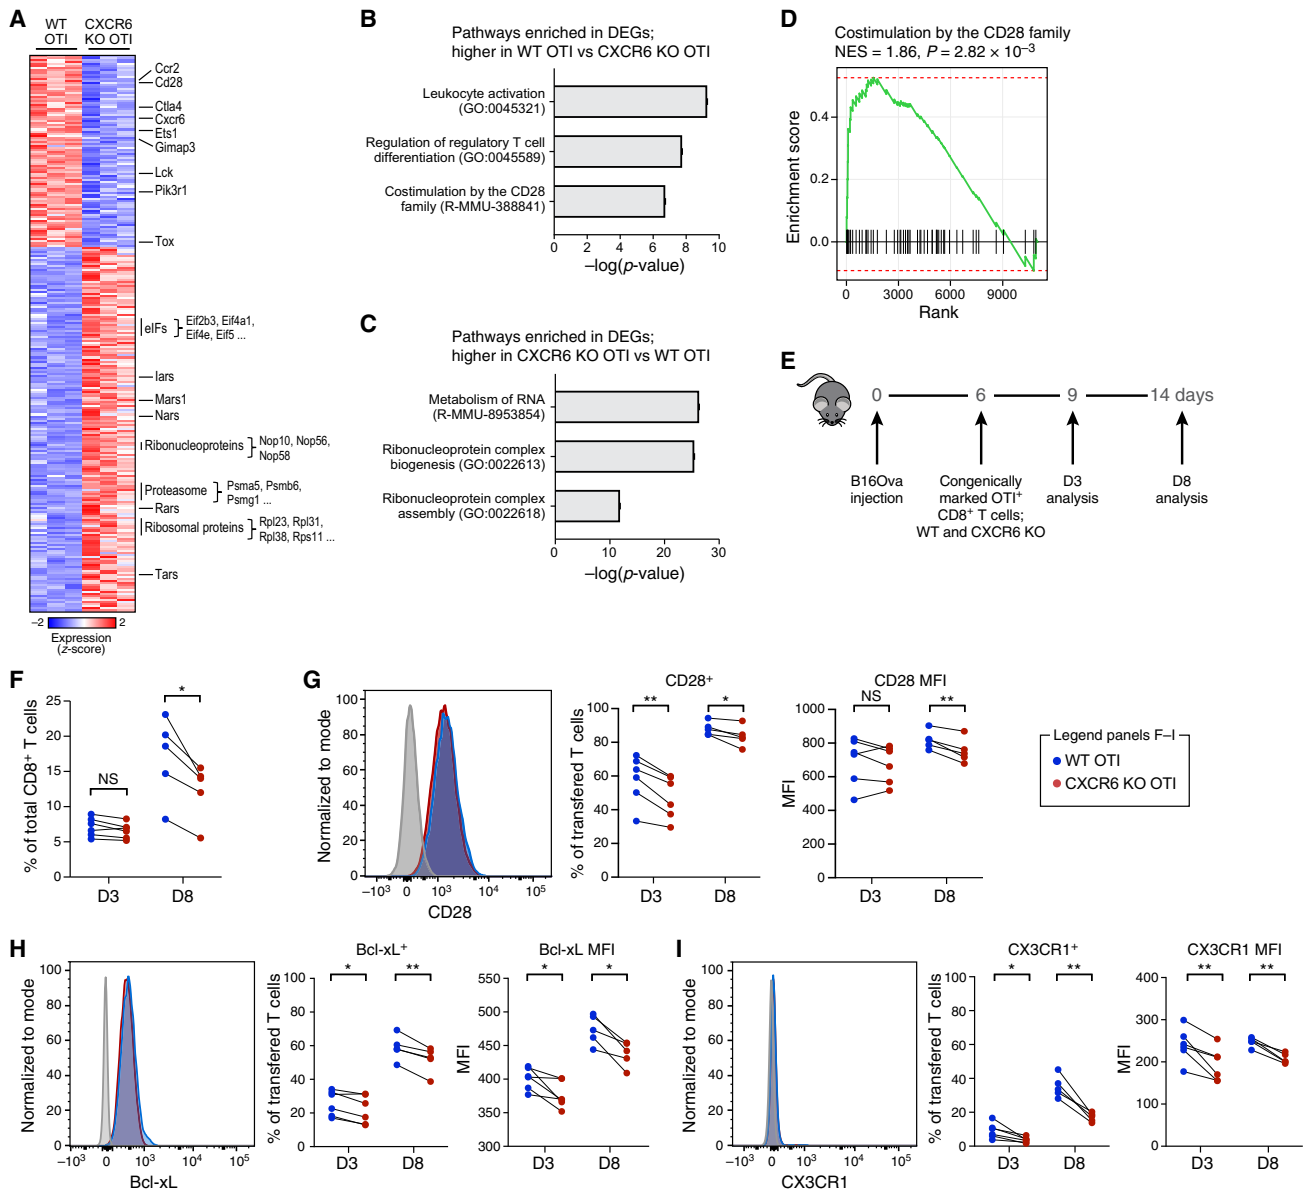 A
WT
OTI
CXCR6
KO OTI
Ccr2
Cd28
Ctla4
Cxcr6
Ets1
Gimap3
Lck
Pik3r1
Tox
eIFs
Eif2b3, Eif4a1,
Eif4e, Eif5 ...
Iars
Mars1
Nars
Ribonucleoproteins
Nop10, Nop56,
Nop58
Proteasome
Psma5, Psmb6,
Psmg1 ...
Rars
Ribosomal proteins
Rpl23, Rpl31,
Rpl38, Rps11 ...
Tars
−2 2
Expression
(z-score)
B
Pathways enriched in DEGs;
higher in WT OTI vs CXCR6 KO OTI
Leukocyte activation
(GO:0045321)
Regulation of regulatory T cell
differentiation (GO:0045589)
Costimulation by the CD28
family (R-MMU-388841)
0 2 4 6 8 10
−log(p-value)
C
Pathways enriched in DEGs;
higher in CXCR6 KO OTI vs WT OTI
Metabolism of RNA
(R-MMU-8953854)
Ribonucleoprotein complex
biogenesis (GO:0022613)
Ribonucleoprotein complex
assembly (GO:0022618)
0 10 20 30
−log(p-value)
D
Costimulation by the CD28 family
NES = 1.86, P = 2.82 × 10⁻³
Enrichment score
0.4
0.2
0.0
0 3000 6000 9000
Rank
E
0 6 9 14 days
B16Ova
injection
Congenically
marked OTI⁺
CD8⁺ T cells;
WT and CXCR6 KO
D3
analysis
D8
analysis
F
% of total CD8⁺ T cells
25
20
15
10
5
0
NS
*
D3 D8
G
Normalized to mode
100
80
60
40
20
0
−10³ 0 10³ 10⁴ 10⁵
CD28
CD28⁺
% of transferred T cells
100
80
60
40
20
0
** *
D3 D8
CD28 MFI
MFI
1000
800
600
400
200
0
NS **
D3 D8
Legend panels F–I
WT OTI
CXCR6 KO OTI
H
Normalized to mode
100
80
60
40
20
0
−10³ 0 10³ 10⁴ 10⁵
Bcl-xL
Bcl-xL⁺
% of transferred T cells
100
80
60
40
20
0
* **
D3 D8
Bcl-xL MFI
MFI
550
500
450
400
350
300
* *
D3 D8
I
Normalized to mode
100
80
60
40
20
0
−10³ 0 10³ 10⁴ 10⁵
CX3CR1
CX3CR1⁺
% of transferred T cells
100
80
60
40
20
0
* **
D3 D8
CX3CR1 MFI
MFI
400
300
200
100
0
** **
D3 D8